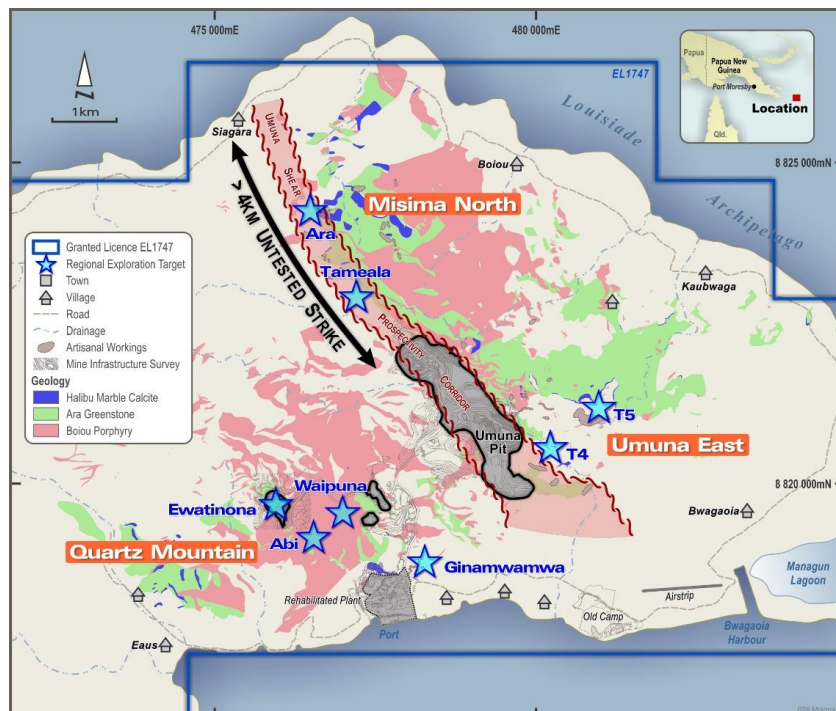 475 000mE
480 000mE
EL1747
Papua
Papua New
Guinea
Port Moresby
Location
Qld.
N
1km
Siagara
UMUNA
SHEAR
PROSPECTIVITY
CORRIDOR
Louisiade
Archipelago
Boiou
8 825 000mN
Misima North
Ara
Tameala
> 4KM UNTESTED STRIKE
Kaubwaga
Granted Licence EL1747
Regional Exploration Target
Town
Village
Road
Drainage
Artisanal Workings
Mine Infrastructure Survey
Geology
Halibu Marble Calcite
Ara Greenstone
Boiou Porphyry
T5
Umuna East
T4
Umuna
Pit
8 820 000mN
Waipuna
Ewatinona
Abi
Bwagaoia
Quartz Mountain
Ginamwamwa
Managun
Lagoon
Rehabilitated Plant
Airstrip
Old Camp
Port
Bwagaoia
Harbour
Eaus